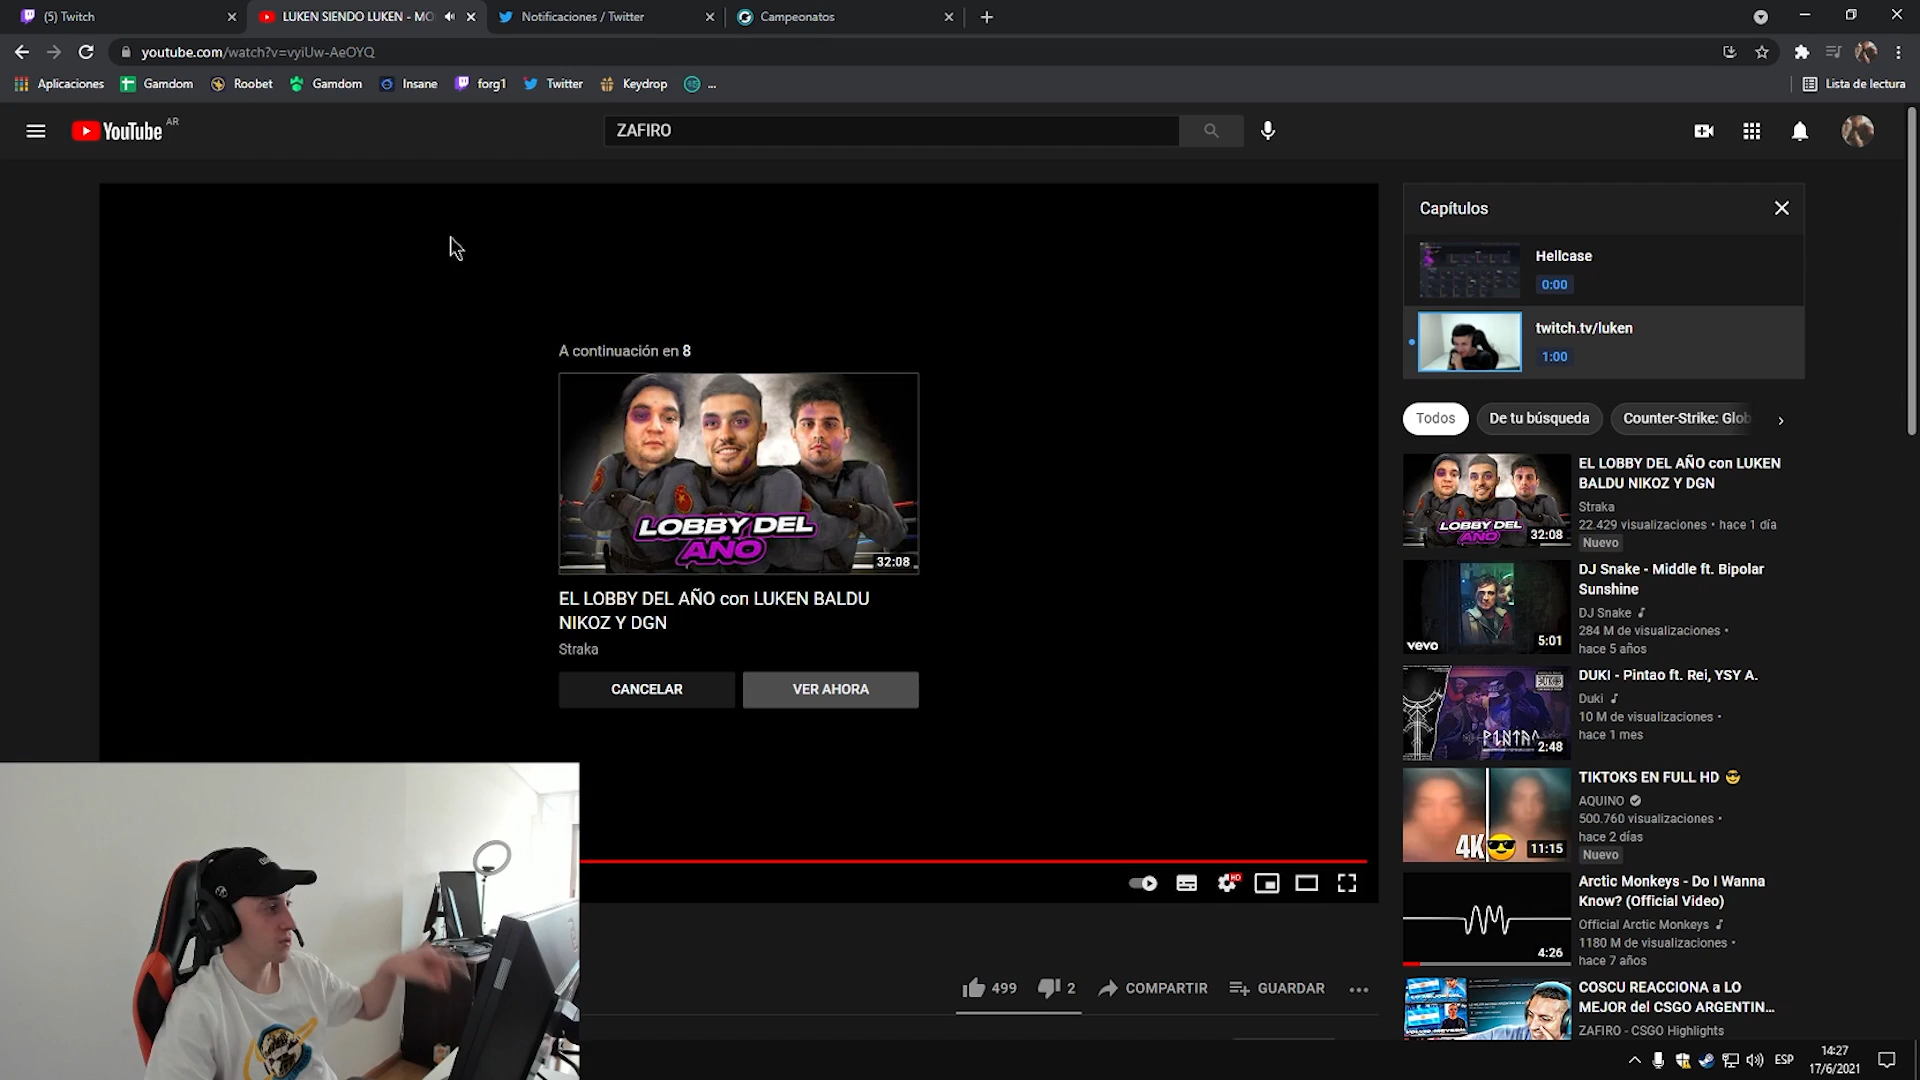 (5) Twitch
LUKEN SIENDO LUKEN - MO
Notificaciones / Twitter
Campeonatos
youtube.com/watch?v=vyiUw-AeOYQ
Aplicaciones
Gamdom
Roobet
Gamdom
Insane
forg1
Twitter
Keydrop
...
Lista de lectura
YouTube AR
ZAFIRO
Capítulos
Hellcase
0:00
twitch.tv/luken
1:00
A continuación en 8
LOBBY DEL
AÑO
32:08
EL LOBBY DEL AÑO con LUKEN BALDU
NIKOZ Y DGN
Straka
CANCELAR
VER AHORA
Todos
De tu búsqueda
Counter-Strike: Glob
LOBBY DEL
AÑO
32:08
EL LOBBY DEL AÑO con LUKEN
BALDU NIKOZ Y DGN
Straka
22.429 visualizaciones • hace 1 día
Nuevo
vevo
5:01
DJ Snake - Middle ft. Bipolar
Sunshine
DJ Snake
284 M de visualizaciones •
hace 5 años
2:48
DUKI - Pintao ft. Rei, YSY A.
Duki
10 M de visualizaciones •
hace 1 mes
4K
11:15
TIKTOKS EN FULL HD 😎
AQUINO
500.760 visualizaciones •
hace 2 días
Nuevo
4:26
Arctic Monkeys - Do I Wanna
Know? (Official Video)
Official Arctic Monkeys
1180 M de visualizaciones •
hace 7 años
COSCU REACCIONA a LO
MEJOR del CSGO ARGENTIN...
ZAFIRO - CSGO Highlights
HD
499
2
COMPARTIR
GUARDAR
ESP
14:27
17/6/2021